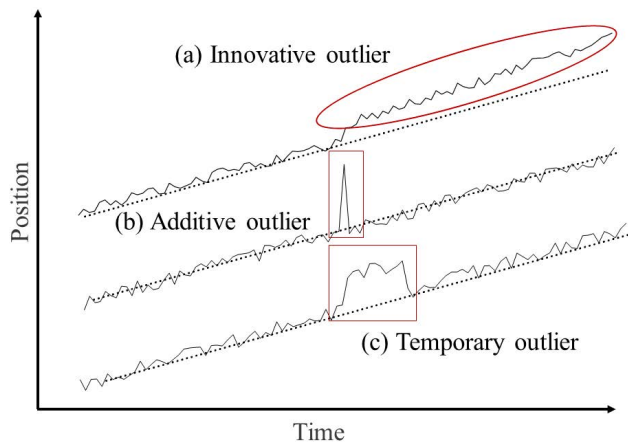 (a) Innovative outlier
(b) Additive outlier
(c) Temporary outlier
Position
Time